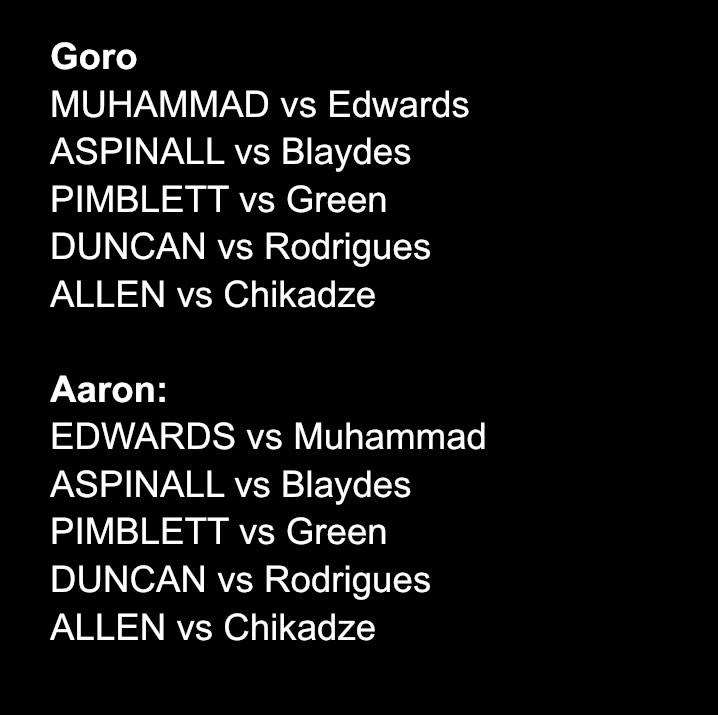 Goro
MUHAMMAD vs Edwards
ASPINALL vs Blaydes
PIMBLETT vs Green
DUNCAN vs Rodrigues
ALLEN vs Chikadze
Aaron:
EDWARDS vs Muhammad
ASPINALL vs Blaydes
PIMBLETT vs Green
DUNCAN vs Rodrigues
ALLEN vs Chikadze